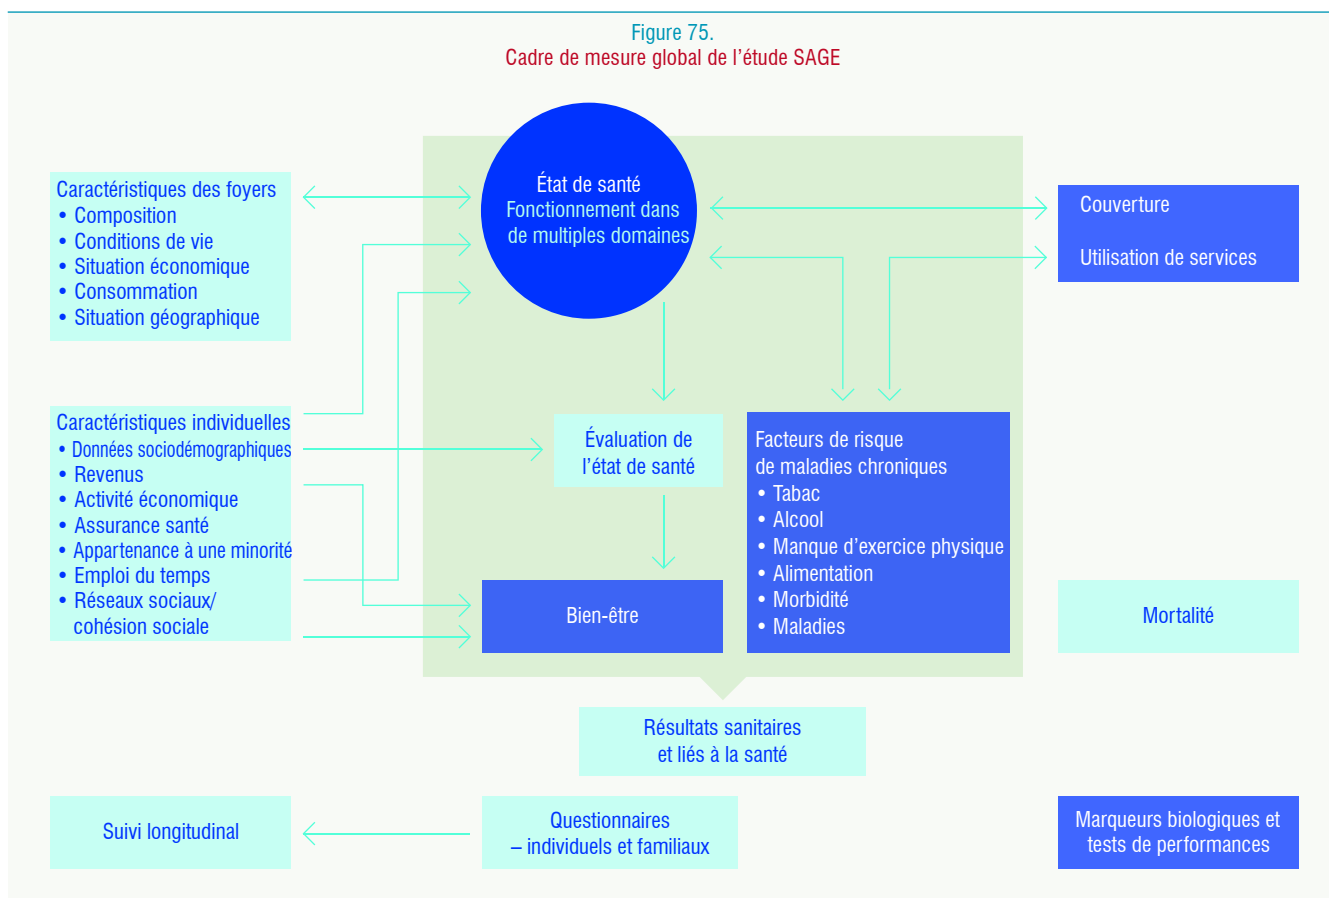 Figure 75.
Cadre de mesure global de l’étude SAGE
Caractéristiques des foyers
• Composition
• Conditions de vie
• Situation économique
• Consommation
• Situation géographique
État de santé
Fonctionnement dans
de multiples domaines
Couverture
Utilisation de services
Caractéristiques individuelles
• Données sociodémographiques
• Revenus
• Activité économique
• Assurance santé
• Appartenance à une minorité
• Emploi du temps
• Réseaux sociaux/
cohésion sociale
Évaluation de
l’état de santé
Facteurs de risque
de maladies chroniques
• Tabac
• Alcool
• Manque d’exercice physique
• Alimentation
• Morbidité
• Maladies
Bien-être
Mortalité
Résultats sanitaires
et liés à la santé
Suivi longitudinal
Questionnaires
– individuels et familiaux
Marqueurs biologiques et
tests de performances